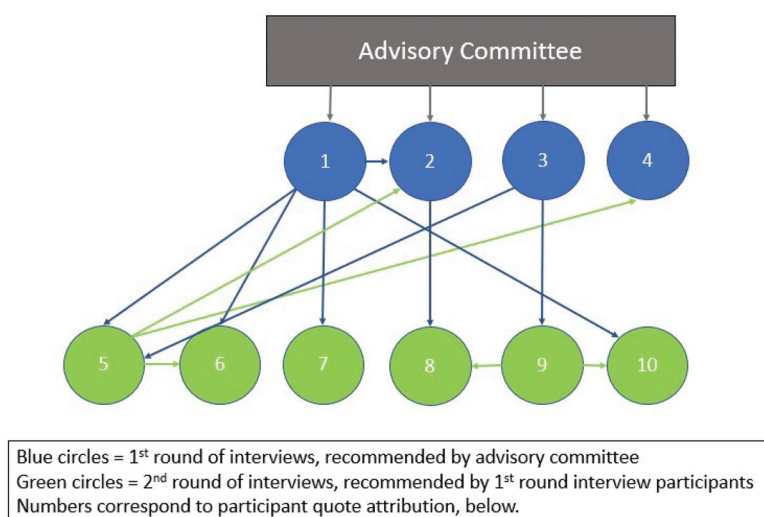 Advisory Committee
1 2 3 4
5 6 7 8 9 10
Blue circles = 1st round of interviews, recommended by advisory committee
Green circles = 2nd round of interviews, recommended by 1st round interview participants
Numbers correspond to participant quote attribution, below.